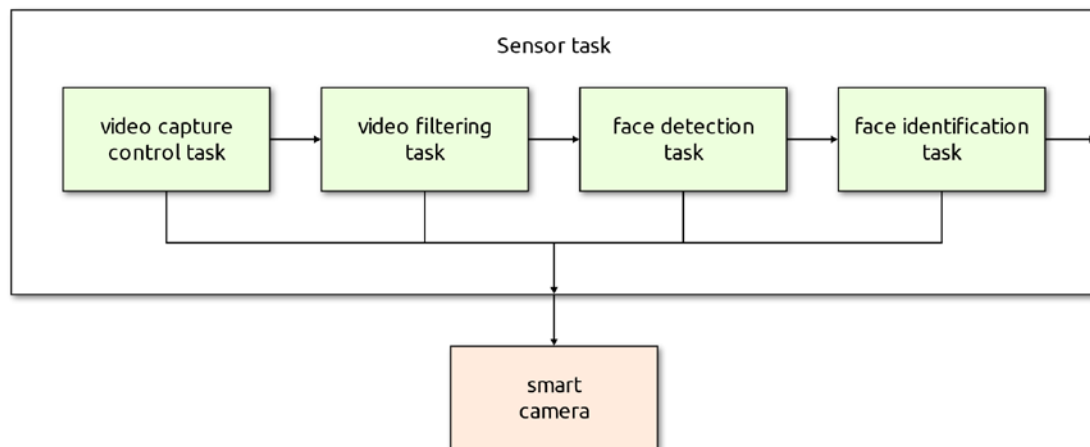 Sensor task
video capture
control task
video filtering
task
face detection
task
face identification
task
smart
camera